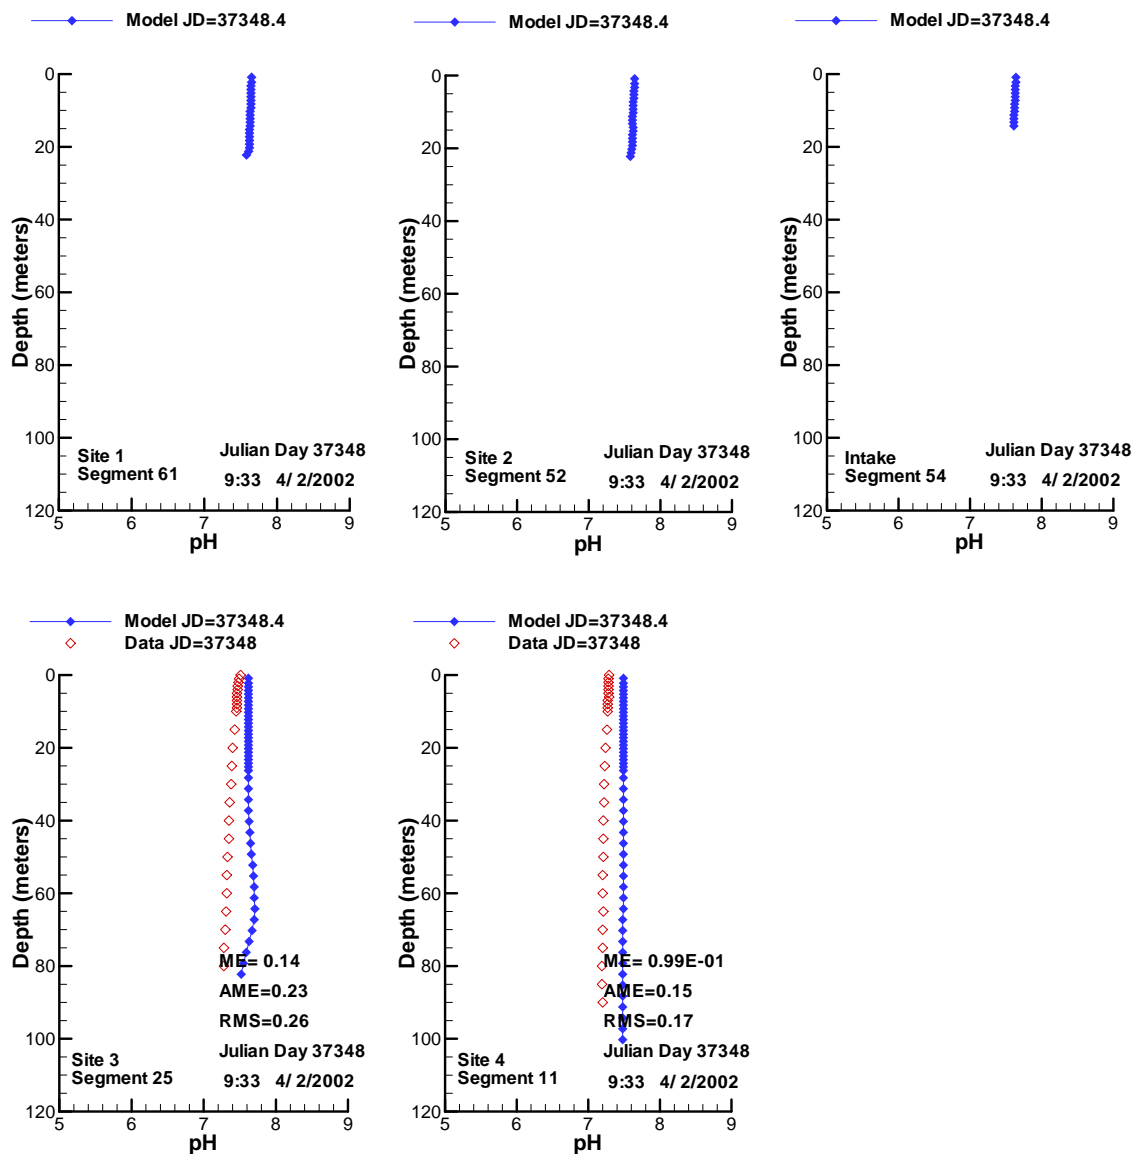 Model JD=37348.4
0
20
40
60
80
100
120
5 6 7 8 9
Depth (meters)
pH
Site 1
Segment 61
Julian Day 37348
9:33 4/ 2/2002
Model JD=37348.4
0
20
40
60
80
100
120
5 6 7 8 9
Depth (meters)
pH
Site 2
Segment 52
Julian Day 37348
9:33 4/ 2/2002
Model JD=37348.4
0
20
40
60
80
100
120
5 6 7 8 9
Depth (meters)
pH
Intake
Segment 54
Julian Day 37348
9:33 4/ 2/2002
Model JD=37348.4
Data JD=37348
0
20
40
60
80
100
120
5 6 7 8 9
Depth (meters)
pH
ME= 0.14
AME=0.23
RMS=0.26
Site 3
Segment 25
Julian Day 37348
9:33 4/ 2/2002
Model JD=37348.4
Data JD=37348
0
20
40
60
80
100
120
5 6 7 8 9
Depth (meters)
pH
ME= 0.99E-01
AME=0.15
RMS=0.17
Site 4
Segment 11
Julian Day 37348
9:33 4/ 2/2002